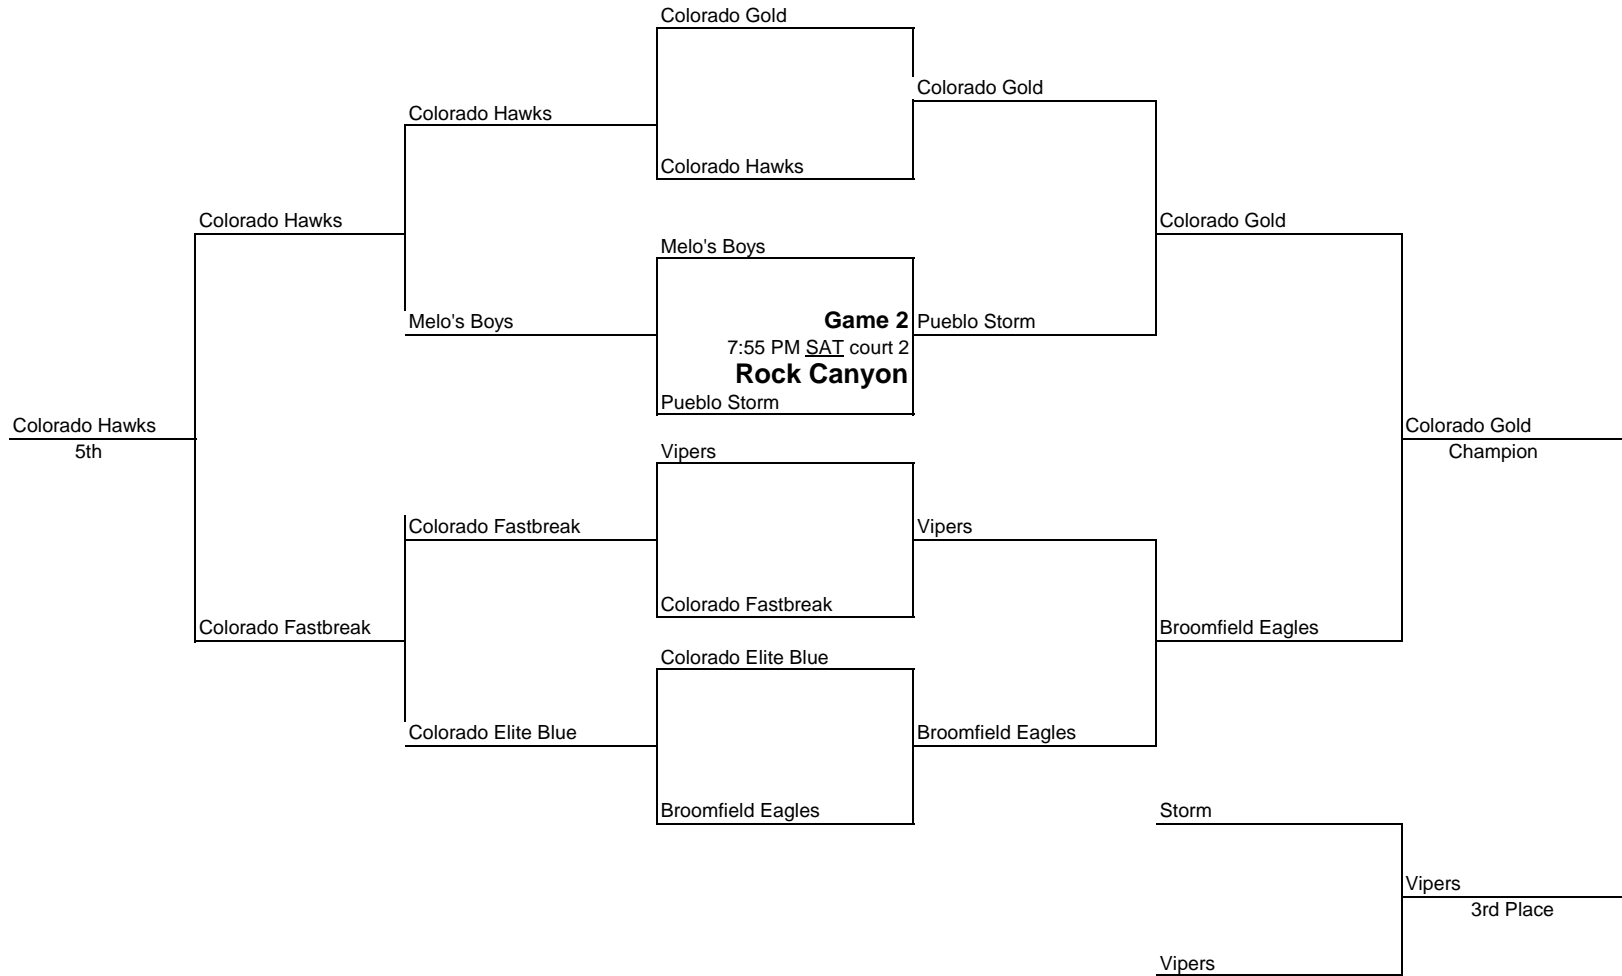 Colorado Gold
Colorado Gold
Colorado Hawks
Colorado Hawks
Colorado Hawks
Colorado Gold
Melo's Boys
Melo's Boys
Game 2
Pueblo Storm
7:55 PM SAT court 2
Rock Canyon
Pueblo Storm
Colorado Hawks
5th
Colorado Gold
Champion
Vipers
Colorado Fastbreak
Vipers
Colorado Fastbreak
Colorado Fastbreak
Broomfield Eagles
Colorado Elite Blue
Colorado Elite Blue
Broomfield Eagles
Broomfield Eagles
Storm
Vipers
3rd Place
Vipers